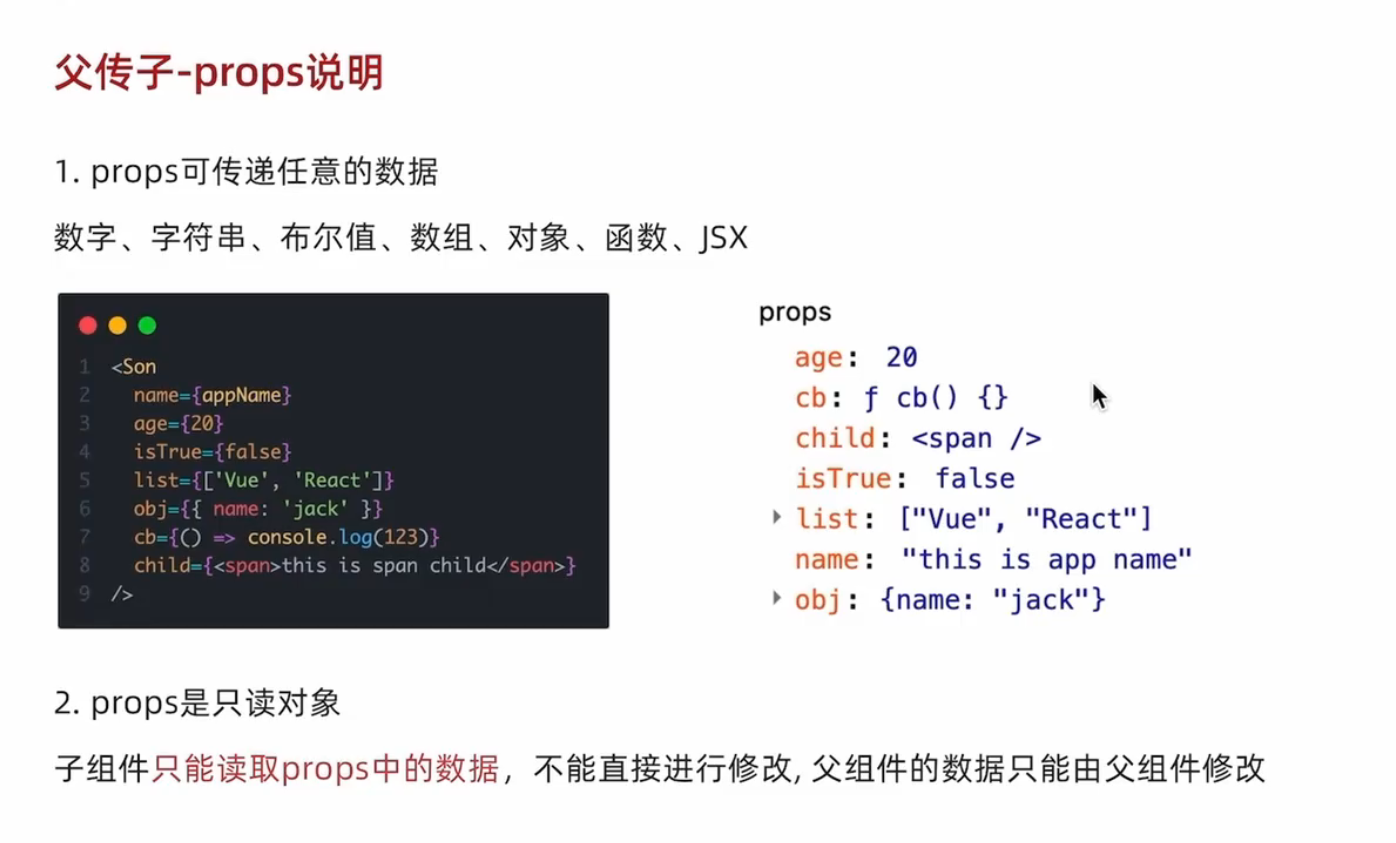 父传子-props说明
1. props可传递任意的数据
数字、字符串、布尔值、数组、对象、函数、JSX
1 <Son
2 name={appName}
3 age={20}
4 isTrue={false}
5 list={['Vue', 'React']}
6 obj={{ name: 'jack' }}
7 cb={() => console.log(123)}
8 child={<span>this is span child</span>}
9 />
props
age: 20
cb: ƒ cb() {}
child: <span />
isTrue: false
list: ["Vue", "React"]
name: "this is app name"
obj: {name: "jack"}
2. props是只读对象
子组件只能读取props中的数据，不能直接进行修改, 父组件的数据只能由父组件修改